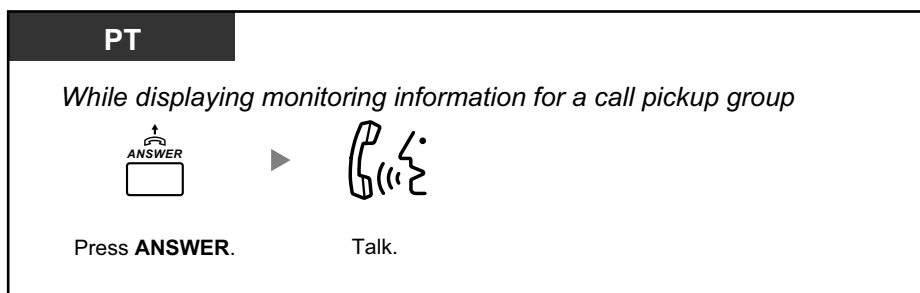 PT
While displaying monitoring information for a call pickup group
ANSWER
Press ANSWER.
Talk.